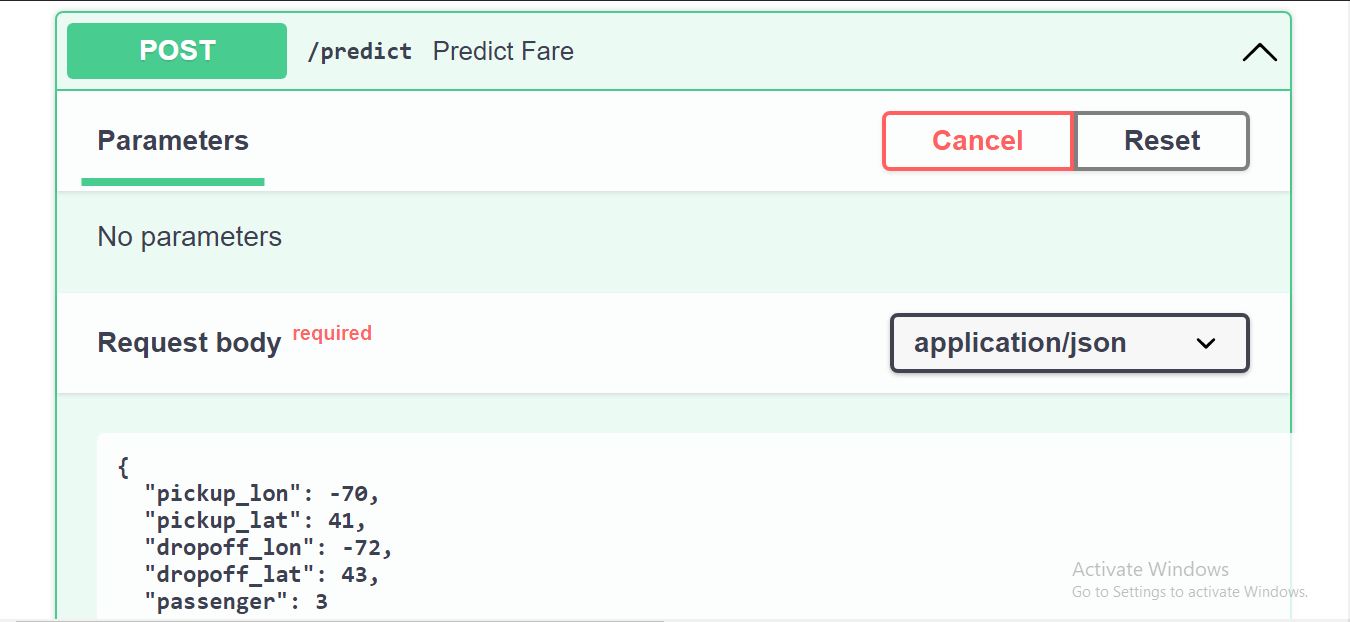 POST /predict Predict Fare
Parameters Cancel Reset
No parameters
Request body required application/json
{
"pickup_lon": -70,
"pickup_lat": 41,
"dropoff_lon": -72,
"dropoff_lat": 43,
"passenger": 3
Activate Windows
Go to Settings to activate Windows.